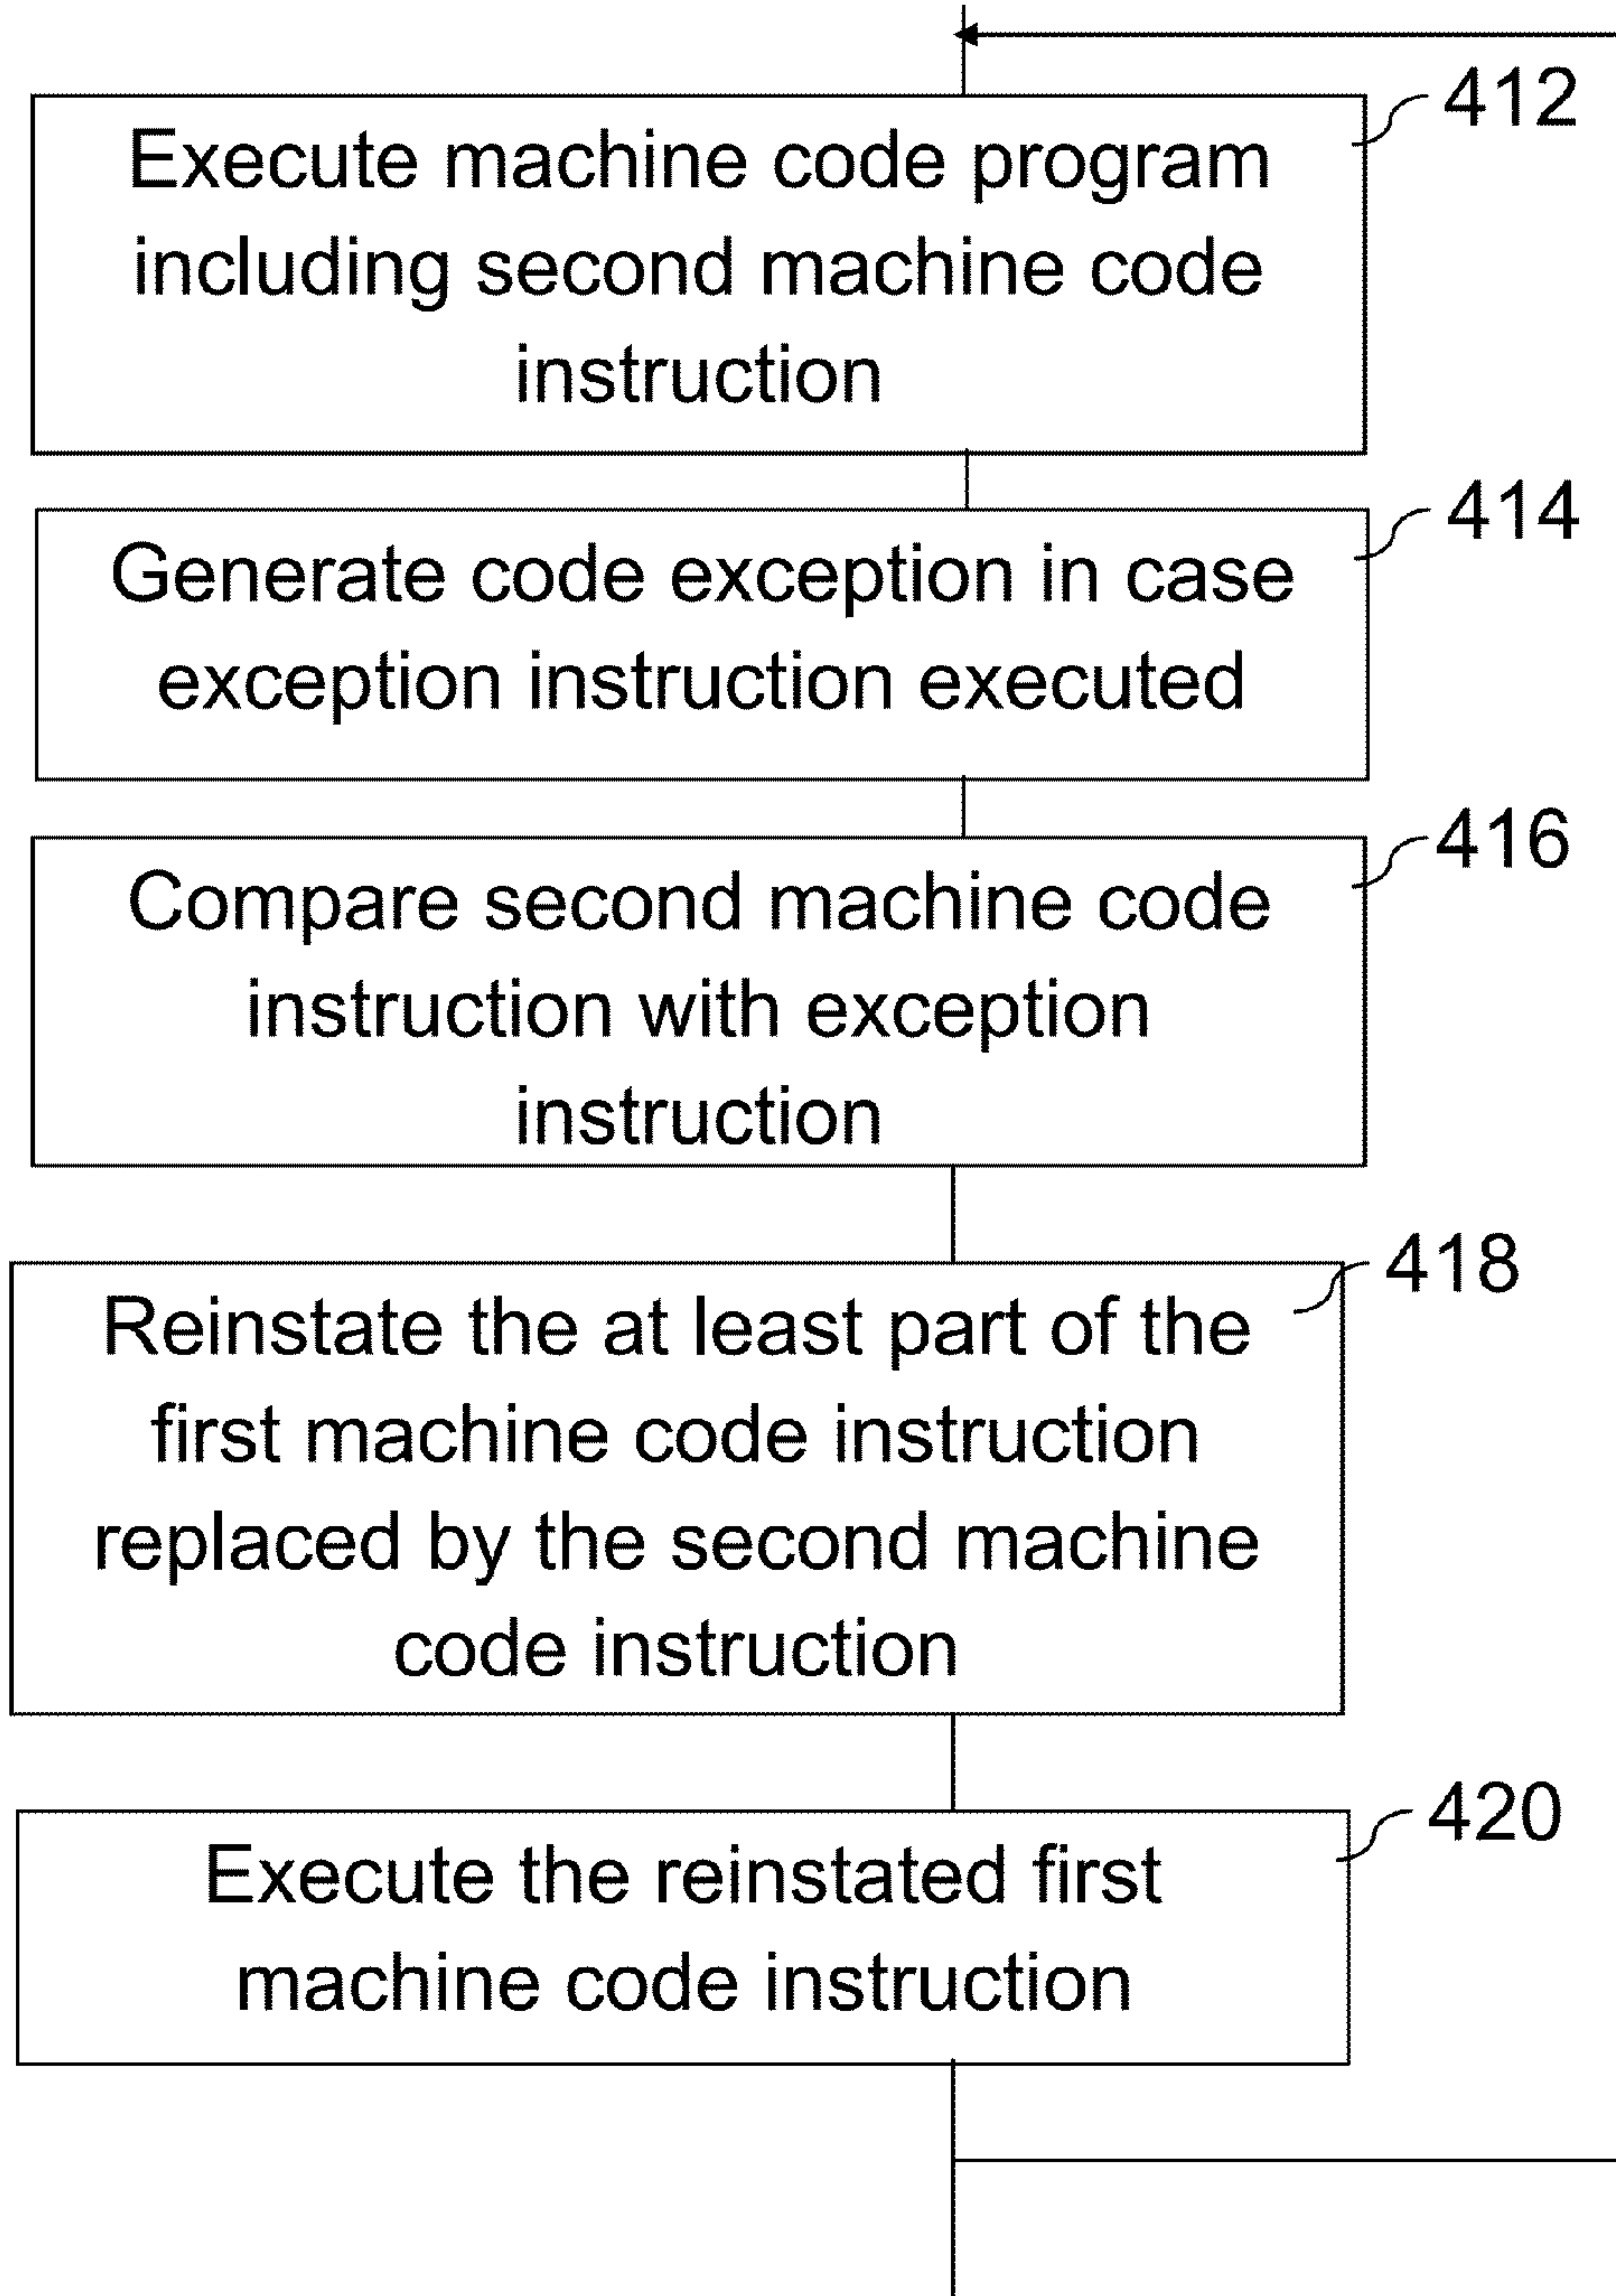 412
Execute machine code program
including second machine code
instruction
414
Generate code exception in case
exception instruction executed
416
Compare second machine code
instruction with exception
instruction
418
Reinstate the at least part of the
first machine code instruction
replaced by the second machine
code instruction
420
Execute the reinstated first
machine code instruction